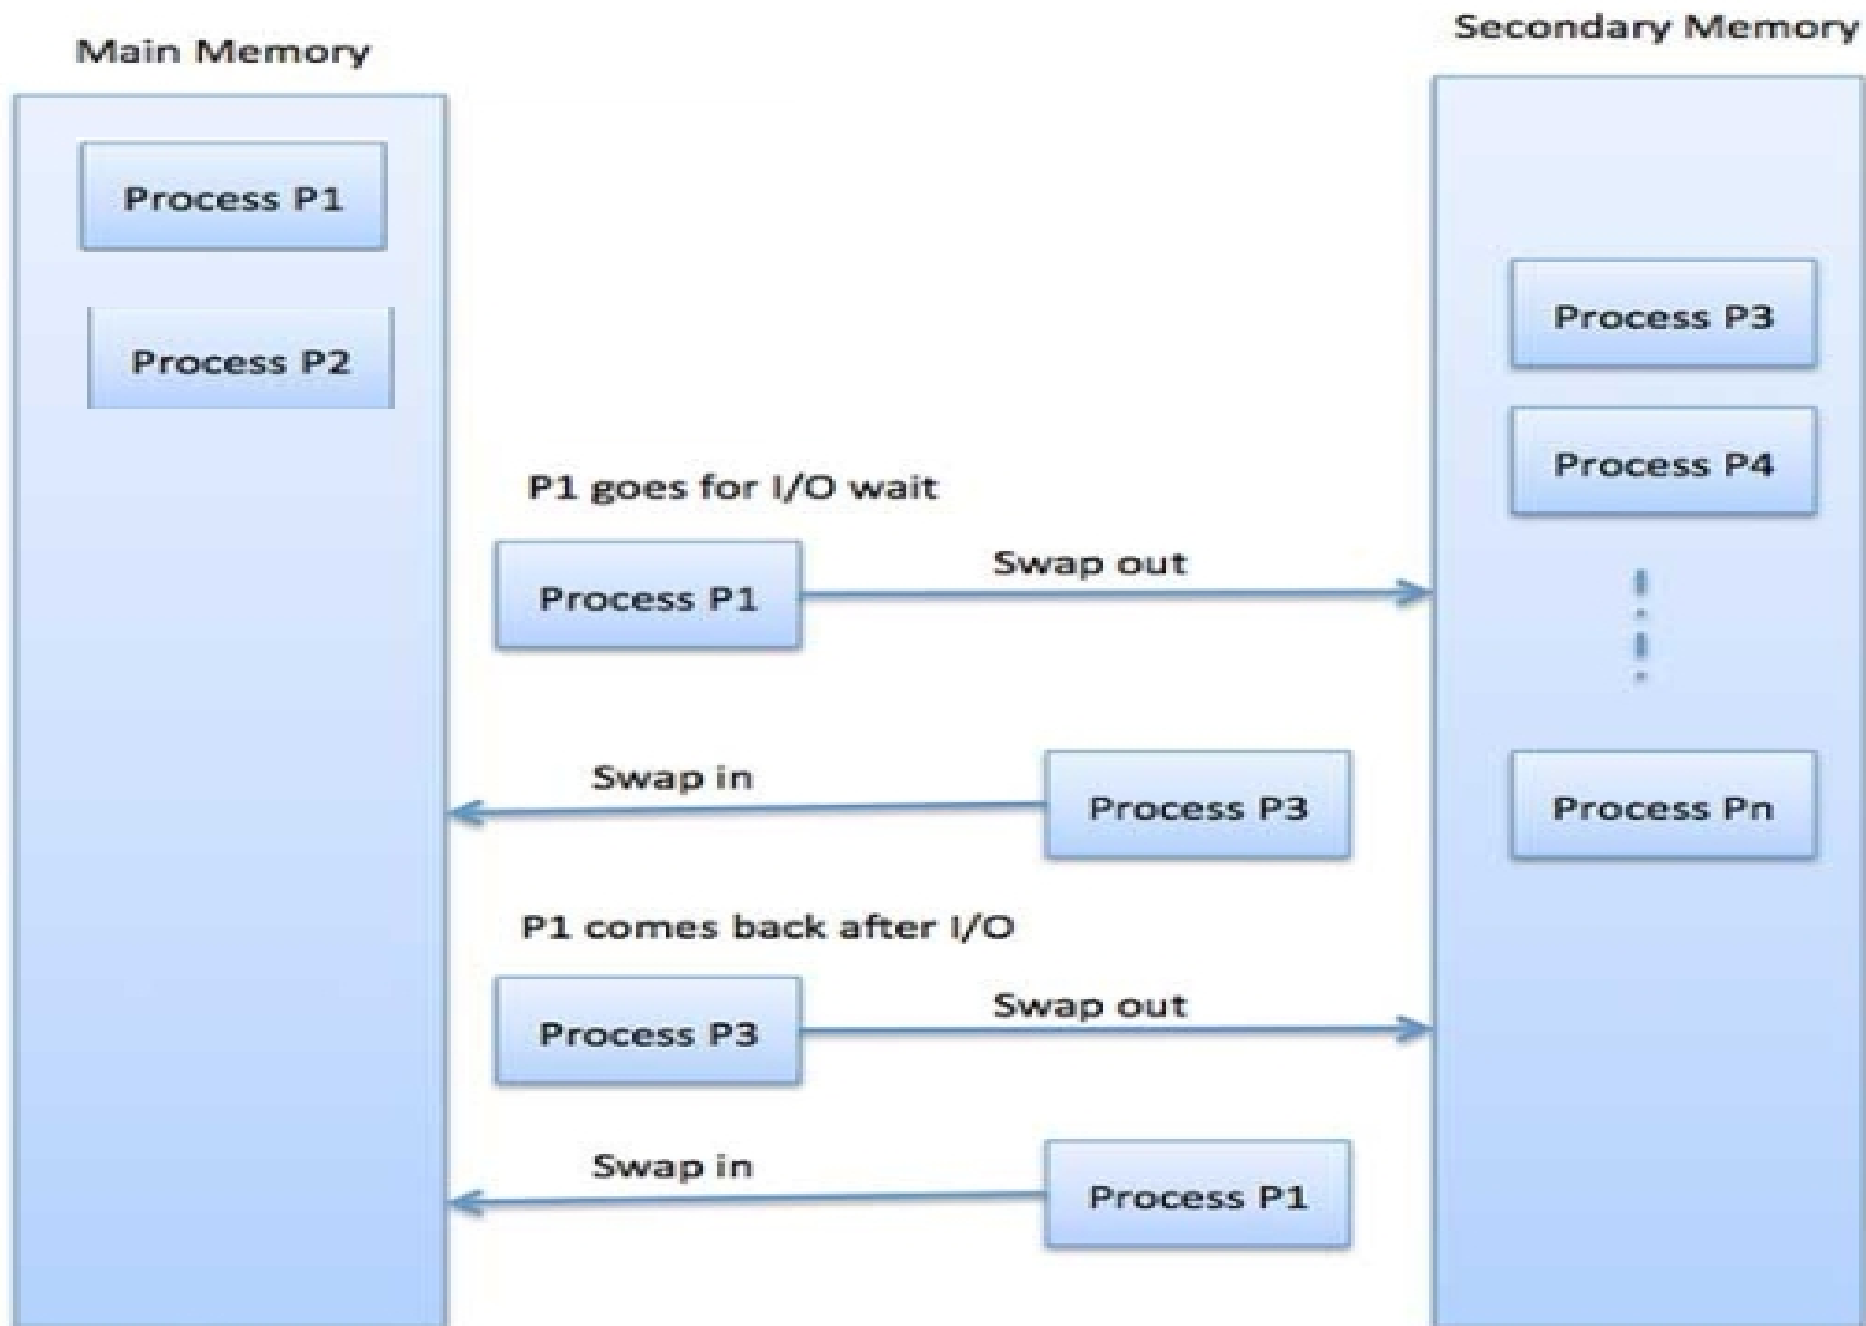 Main Memory
Secondary Memory
Process P1
Process P2
Process P3
Process P4
P1 goes for I/O wait
Process P1
Swap out
Swap in
Process P3
Process Pn
P1 comes back after I/O
Process P3
Swap out
Swap in
Process P1